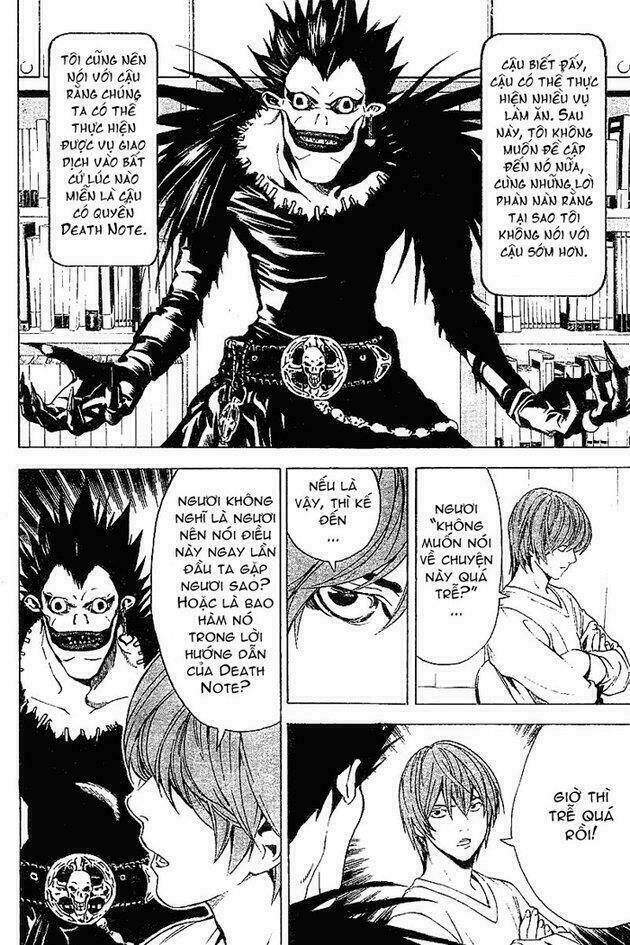 CẬU BIẾT ĐẤY,
CẬU CÓ THỂ THỰC
HIỆN NHIỀU VỤ
LÀM ĂN. SAU
NÀY, TÔI KHÔNG
MUỐN ĐỀ CẬP
ĐẾN NÓ NỮA,
CÙNG NHỮNG LỜI
PHÀN NÀN RẰNG
TẠI SAO TÔI
KHÔNG NÓI VỚI
CẬU SỚM HƠN.
TÔI CŨNG NÊN
NÓI VỚI CẬU
RẰNG CHÚNG
TA CÓ THỂ
THỰC HIỆN
ĐƯỢC VỤ GIAO
DỊCH VÀO BẤT
CỨ LÚC NÀO
MIỄN LÀ CẬU
CÓ QUYỂN
DEATH NOTE.
NGƯƠI
"KHÔNG
MUỐN NÓI
VỀ CHUYỆN
NÀY QUÁ
TRỄ?"
...
NẾU LÀ
VẬY, THÌ KẾ
ĐẾN
...
NGƯƠI KHÔNG
NGHĨ LÀ NGƯƠI
NÊN NÓI ĐIỀU
NÀY NGAY LẦN
ĐẦU TA GẶP
NGƯƠI SAO?
HOẶC LÀ BAO
HÀM NÓ
TRONG LỜI
HƯỚNG DẪN
CỦA DEATH
NOTE?
GIỜ THÌ
TRỄ QUÁ
RỒI!